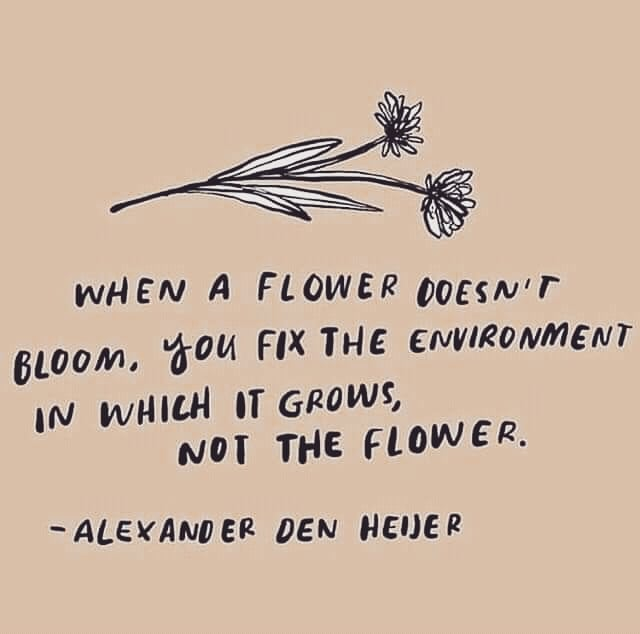 WHEN A FLOWER DOESN'T
BLOOM, YOU FIX THE ENVIRONMENT
IN WHICH IT GROWS,
NOT THE FLOWER.
- ALEXANDER DEN HEIJER